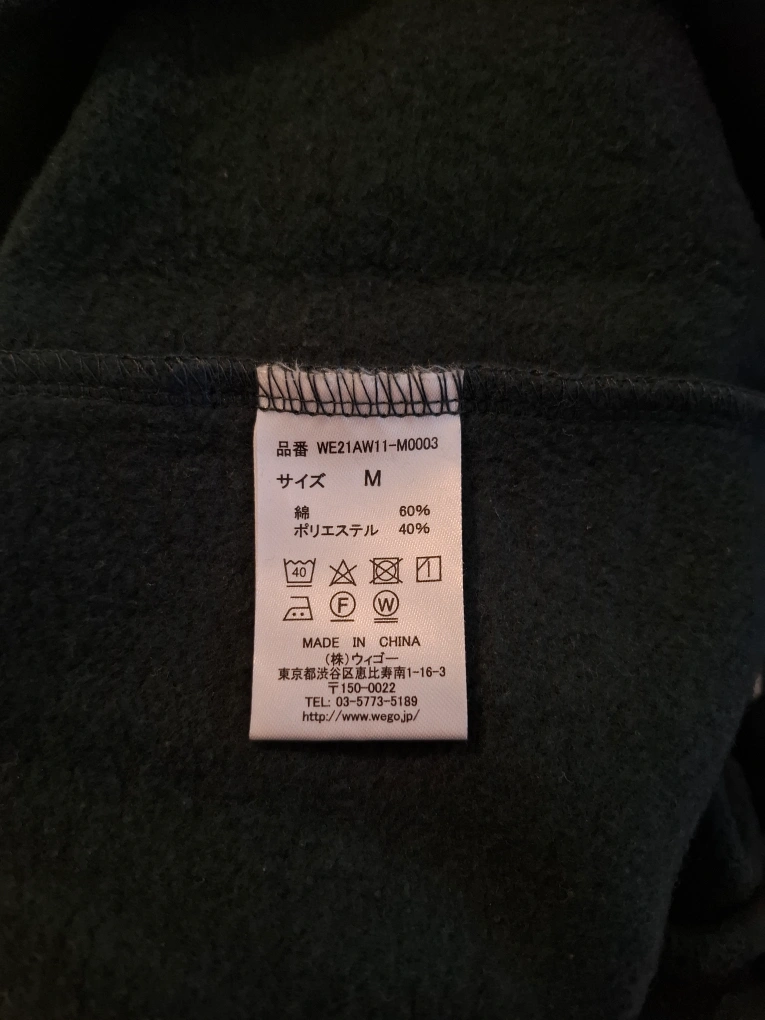 品番 WE21AW11-M0003
サイズ M
綿 60%
ポリエステル 40%
40
F W
MADE IN CHINA
(株)ウィゴー
東京都渋谷区恵比寿南1-16-3
〒150-0022
TEL: 03-5773-5189
http://www.wego.jp/